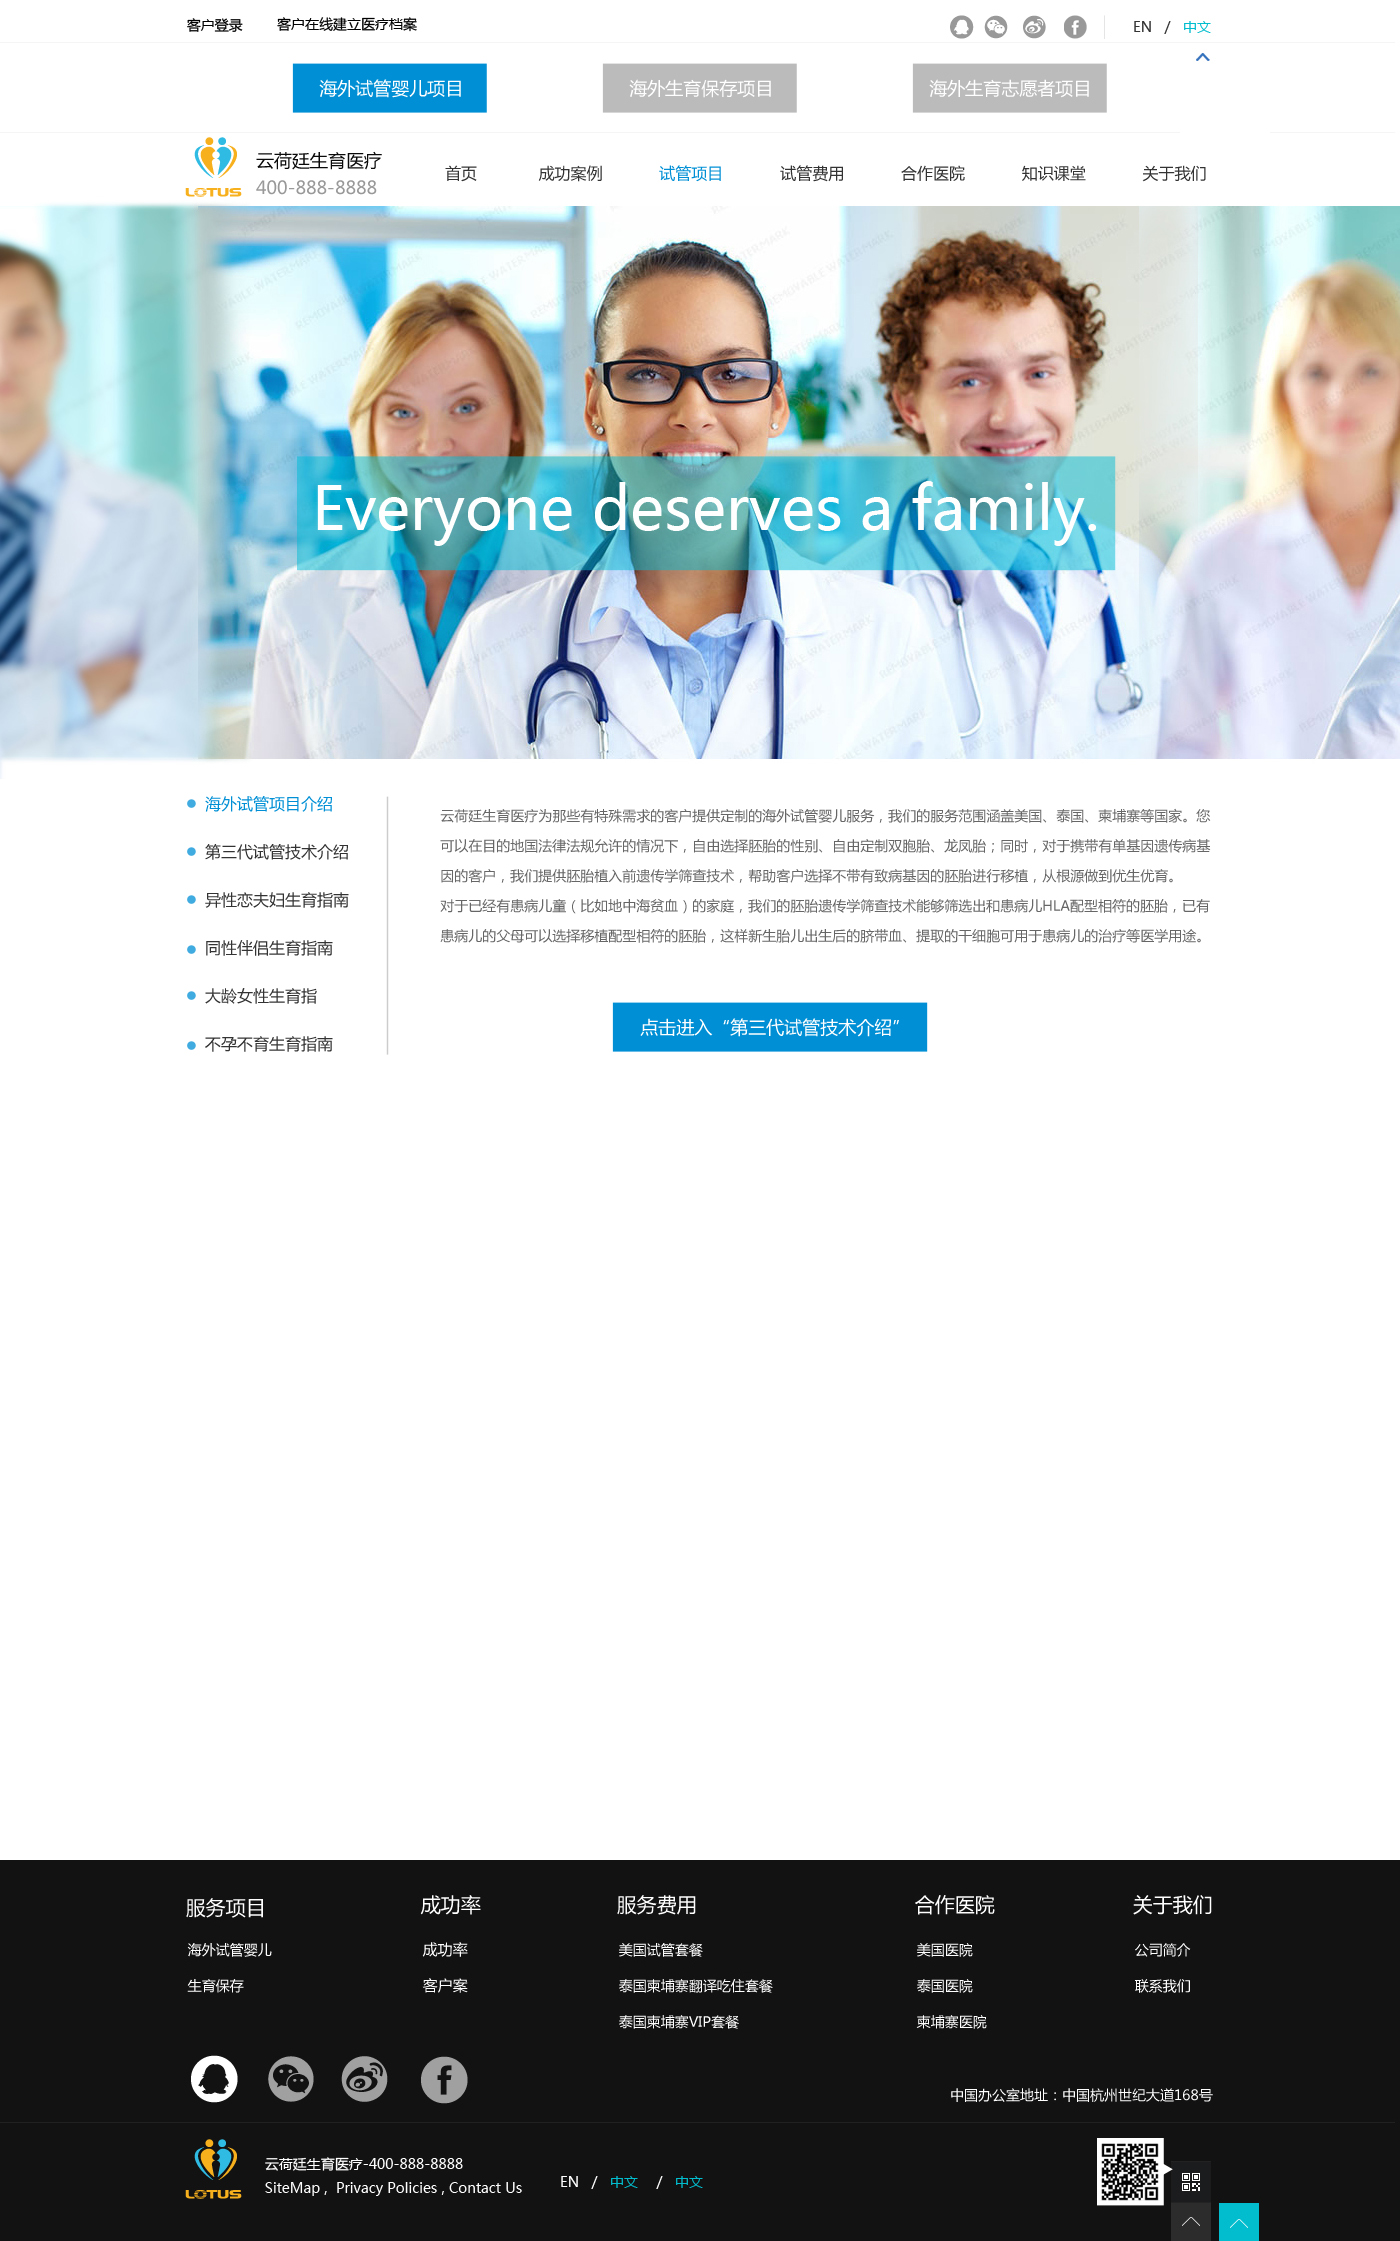 客户登录 客户在线建立医疗档案 EN / 中文
海外试管婴儿项目 海外生育保存项目 海外生育志愿者项目
云荷廷生育医疗
400-888-8888
LOTUS
首页 成功案例 试管项目 试管费用 合作医院 知识课堂 关于我们
Everyone deserves a family.
海外试管项目介绍
第三代试管技术介绍
异性恋夫妇生育指南
同性伴侣生育指南
大龄女性生育指
不孕不育生育指南
云荷廷生育医疗为那些有特殊需求的客户提供定制的海外试管婴儿服务，我们的服务范围涵盖美国、泰国、柬埔寨等国家。您
可以在目的地国法律法规允许的情况下，自由选择胚胎的性别、自由定制双胞胎、龙凤胎；同时，对于携带有单基因遗传病基
因的客户，我们提供胚胎植入前遗传学筛查技术，帮助客户选择不带有致病基因的胚胎进行移植，从根源做到优生优育。
对于已经有患病儿童（比如地中海贫血）的家庭，我们的胚胎遗传学筛查技术能够筛选出和患病儿HLA配型相符的胚胎，已有
患病儿的父母可以选择移植配型相符的胚胎，这样新生胎儿出生后的脐带血、提取的干细胞可用于患病儿的治疗等医学用途。
点击进入“第三代试管技术介绍”
服务项目 成功率 服务费用 合作医院 关于我们
海外试管婴儿 成功率 美国试管套餐 美国医院 公司简介
生育保存 客户案 泰国柬埔寨翻译吃住套餐 泰国医院 联系我们
泰国柬埔寨VIP套餐 柬埔寨医院
中国办公室地址：中国杭州世纪大道168号
LOTUS
云荷廷生育医疗-400-888-8888
SiteMap , Privacy Policies , Contact Us
EN / 中文 / 中文